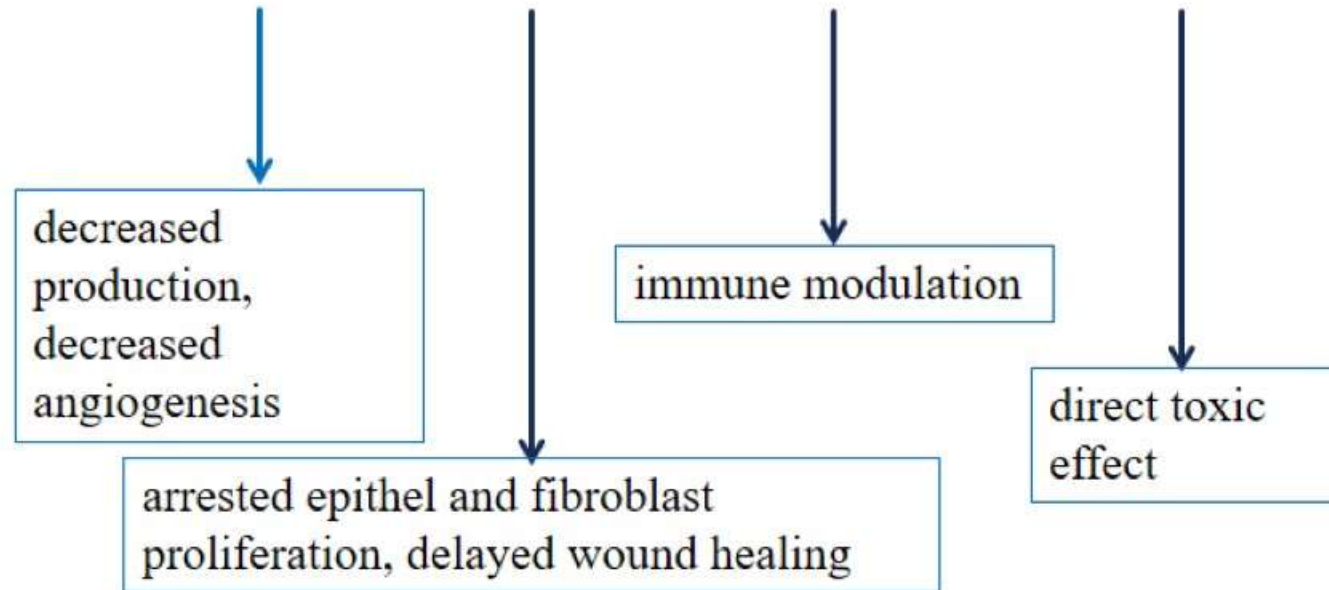 decreased
production,
decreased
angiogenesis
immune modulation
direct toxic
effect
arrested epithel and fibroblast
proliferation, delayed wound healing